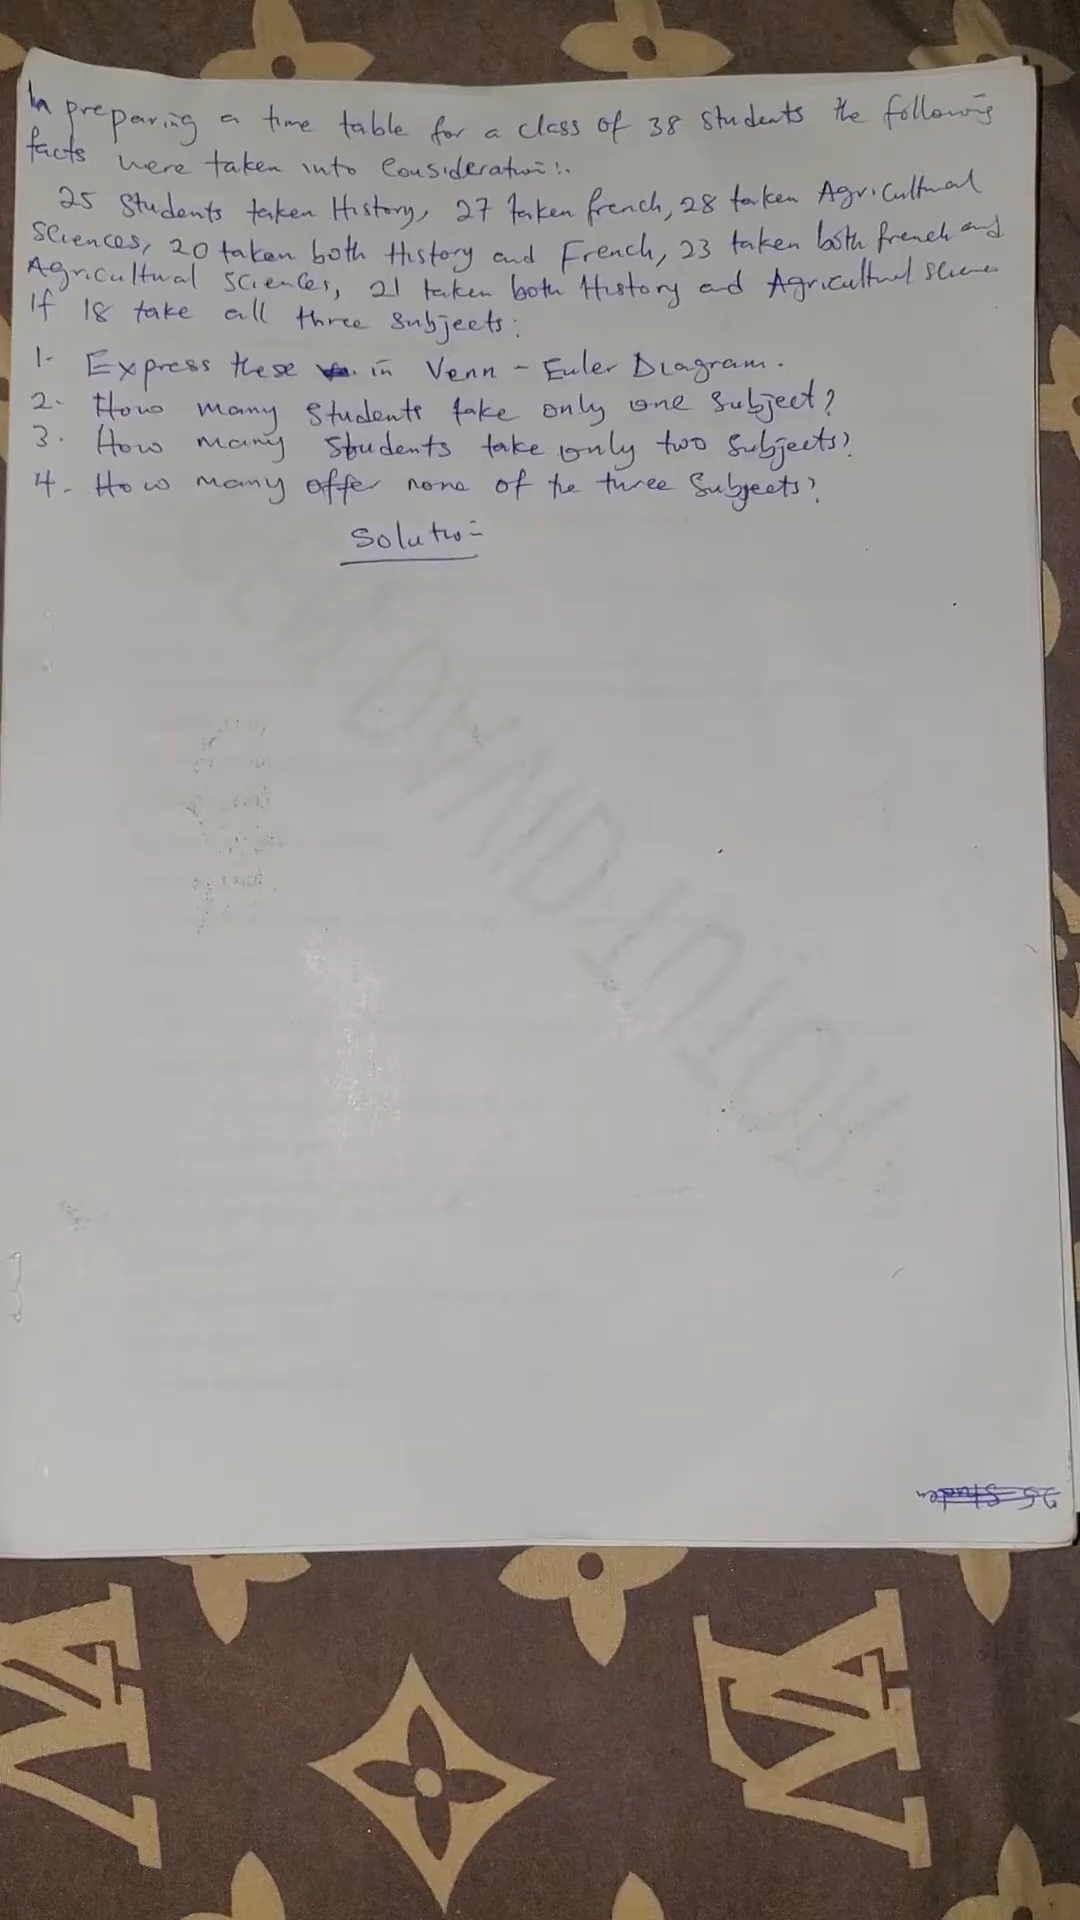 In preparing a time table for a class of 38 students the following
facts were taken into Consideration:.
25 Students taken History, 27 taken french, 28 taken Agricultural
Sciences, 20 taken both History and French, 23 taken both french and
Agricultural Sciences, 21 taken both History and Agricultural Science
If 18 take all three subjects:
1- Express these in Venn - Euler Diagram.
2. How many Students take only one Subject?
3. How many Students take only two Subjects?
4- How many offer none of the three Subjects?
Solution
26 Studen